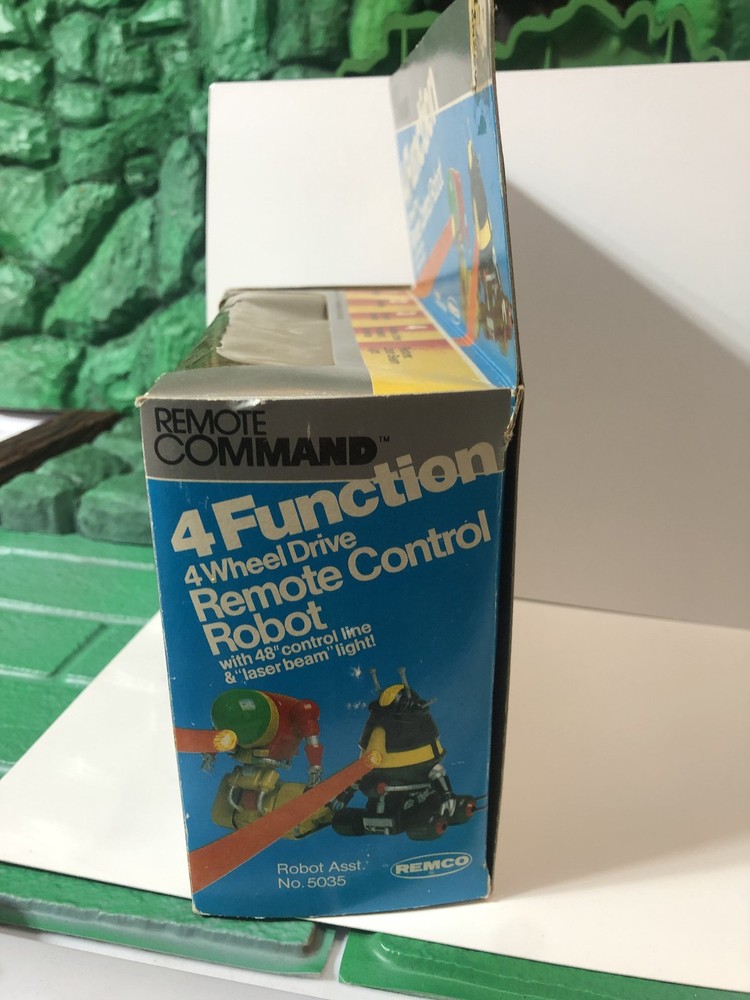 Function
REMOTE
COMMAND™
4 Function
4 Wheel Drive
Remote Control
Robot
with 48" control line
& "laser beam" light!
Robot Asst.
No. 5035
REMCO